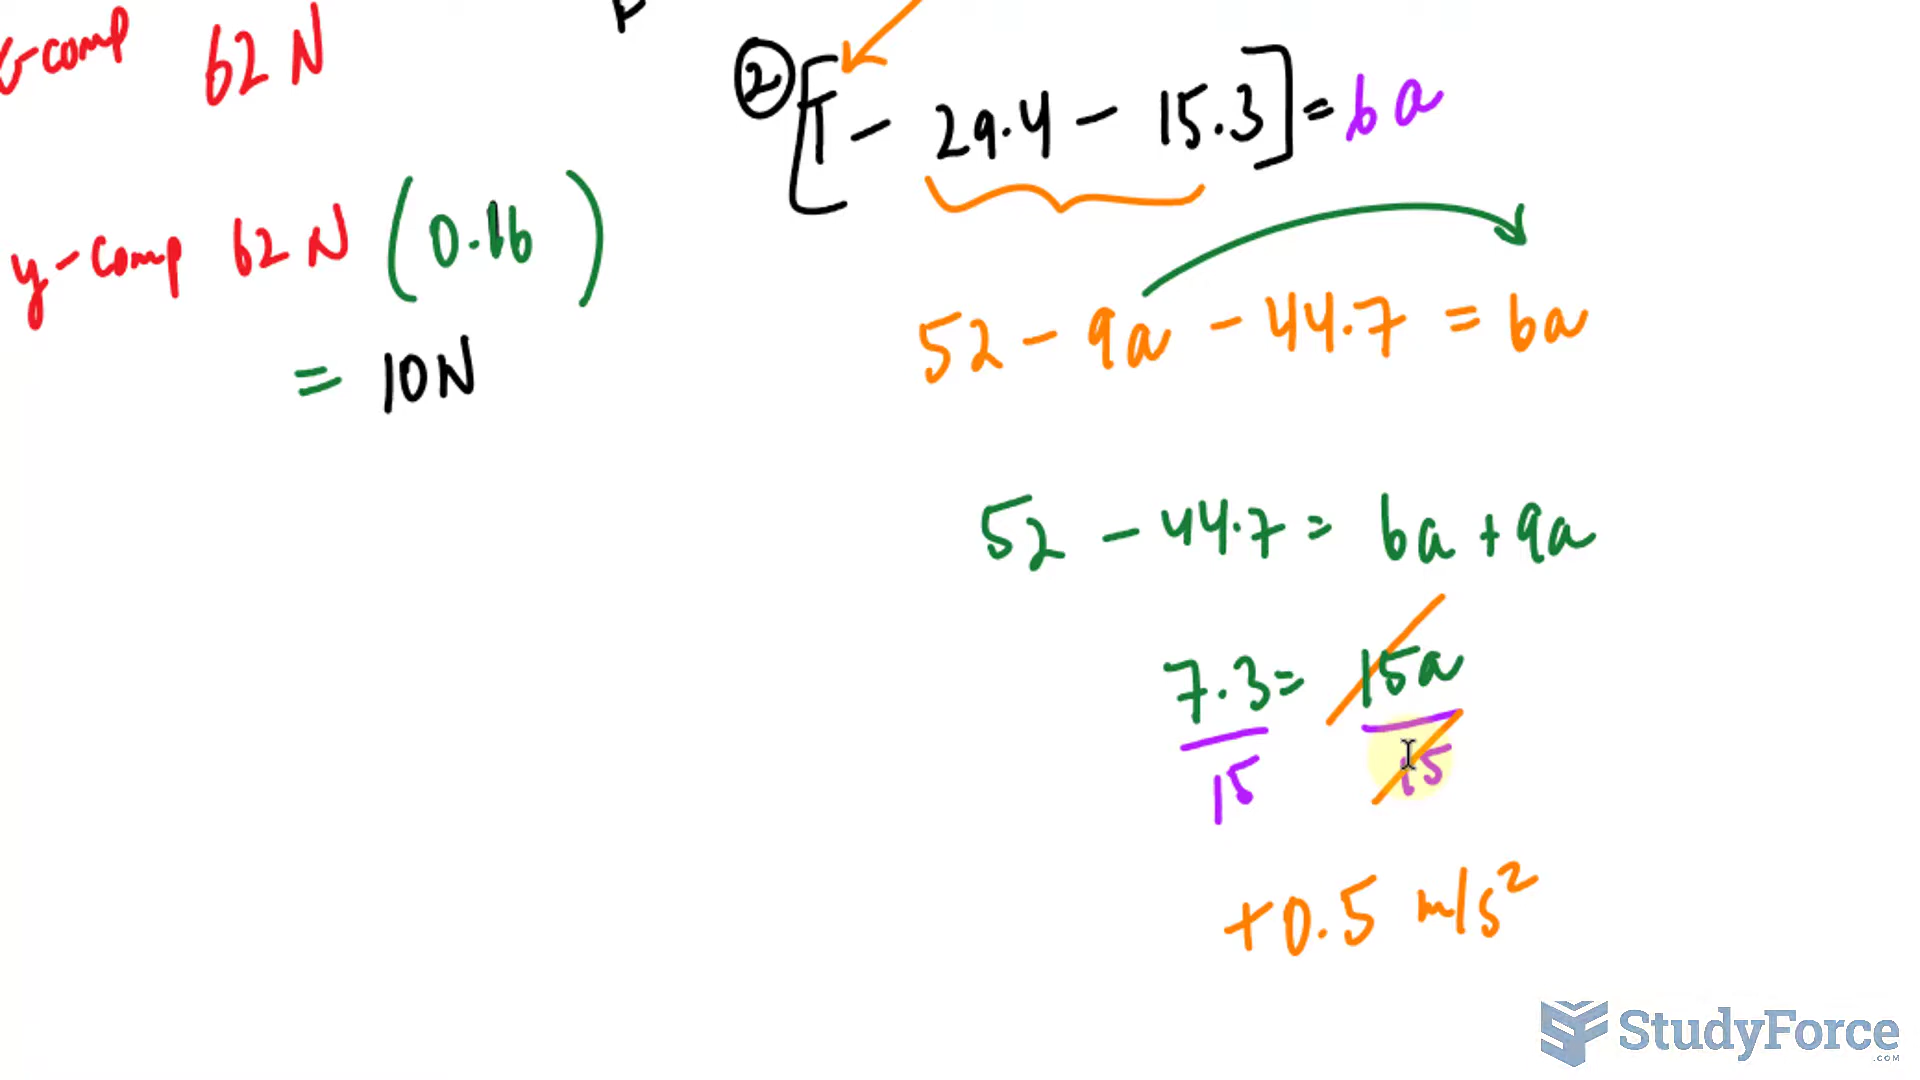 -comp 62 N
y-comp 62 N (0.16)
= 10N
② [T - 29.4 - 15.3] = 6a
52 - 9a - 44.7 = 6a
52 - 44.7 = 6a + 9a
7.3 = 15a
15 15
+0.5 m/s²
StudyForce
.COM